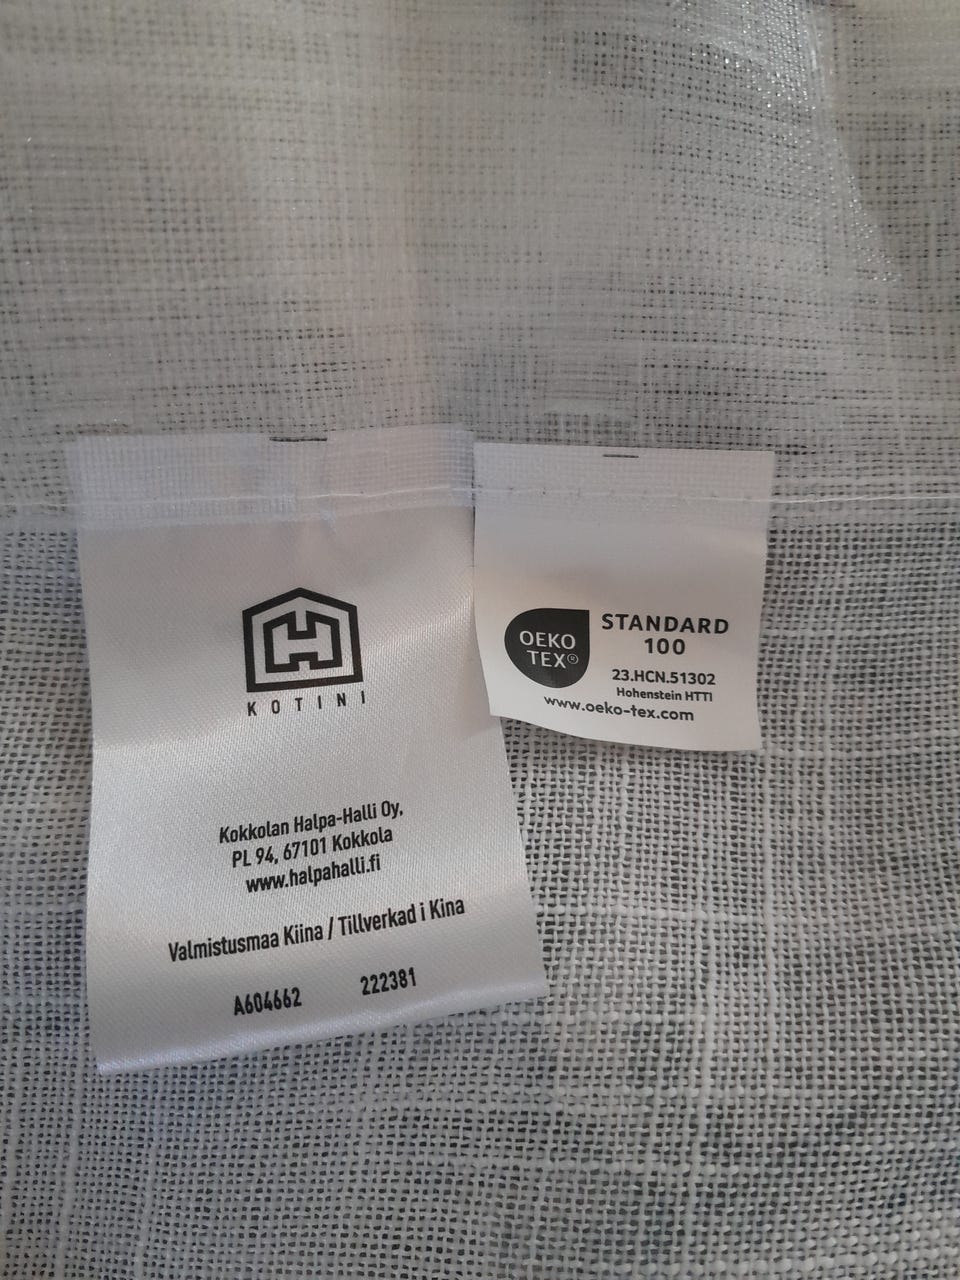 KOTINI
Kokkolan Halpa-Halli Oy,
PL 94, 67101 Kokkola
www.halpahalli.fi
Valmistusmaa Kiina / Tillverkad i Kina
A604662 222381
OEKO
TEX®
STANDARD
100
23.HCN.51302
Hohenstein HTTI
www.oeko-tex.com